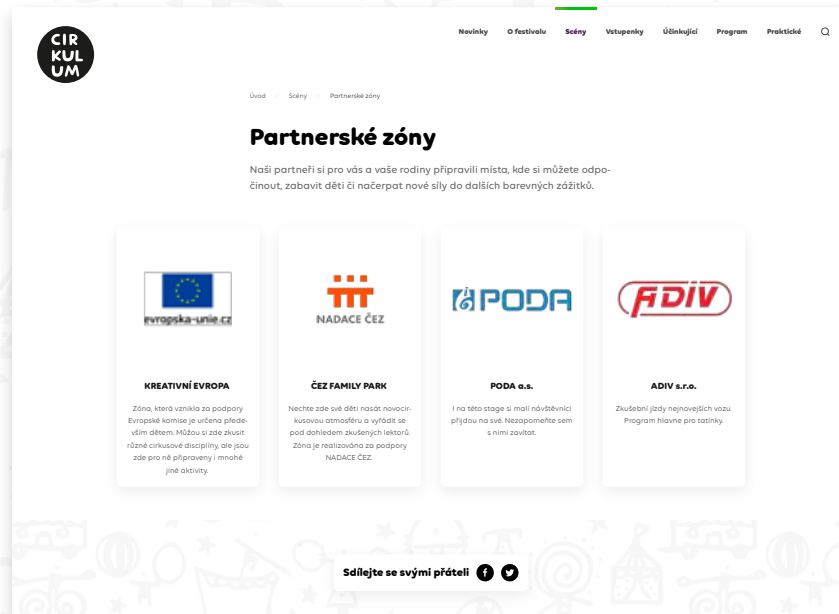 CIR
KUL
UM
Novinky O festivalu Scény Vstupenky Účinkující Program Praktické
Úvod Scény Partnerské zóny
Partnerské zóny
Naši partneři si pro vás a vaše rodiny připravili místa, kde si můžete odpo-
činout, zabavit děti či načerpat nové síly do dalších barevných zážitků.
evropska-unie.cz
NADACE ČEZ
PODA
ADIV
KREATIVNÍ EVROPA
Zóna, která vznikla za podpory
Evropské komise je určena přede-
vším dětem. Můžou si zde zkusit
různé cirkusové disciplíny, ale jsou
zde pro ně připraveny i mnohé
jiné aktivity.
ČEZ FAMILY PARK
Nechte zde své děti nasát novocir-
kusovou atmosféru a vyřádit se
pod dohledem zkušených lektorů.
Zóna je realizována za podpory
NADACE ČEZ.
PODA a.s.
I na této stage si malí návštěvníci
přijdou na své. Nezapomeňte sem
s nimi zavítat.
ADIV s.r.o.
Zkušební jízdy nejnovějších vozu.
Program hlavne pro tatínky.
Sdílejte se svými přáteli